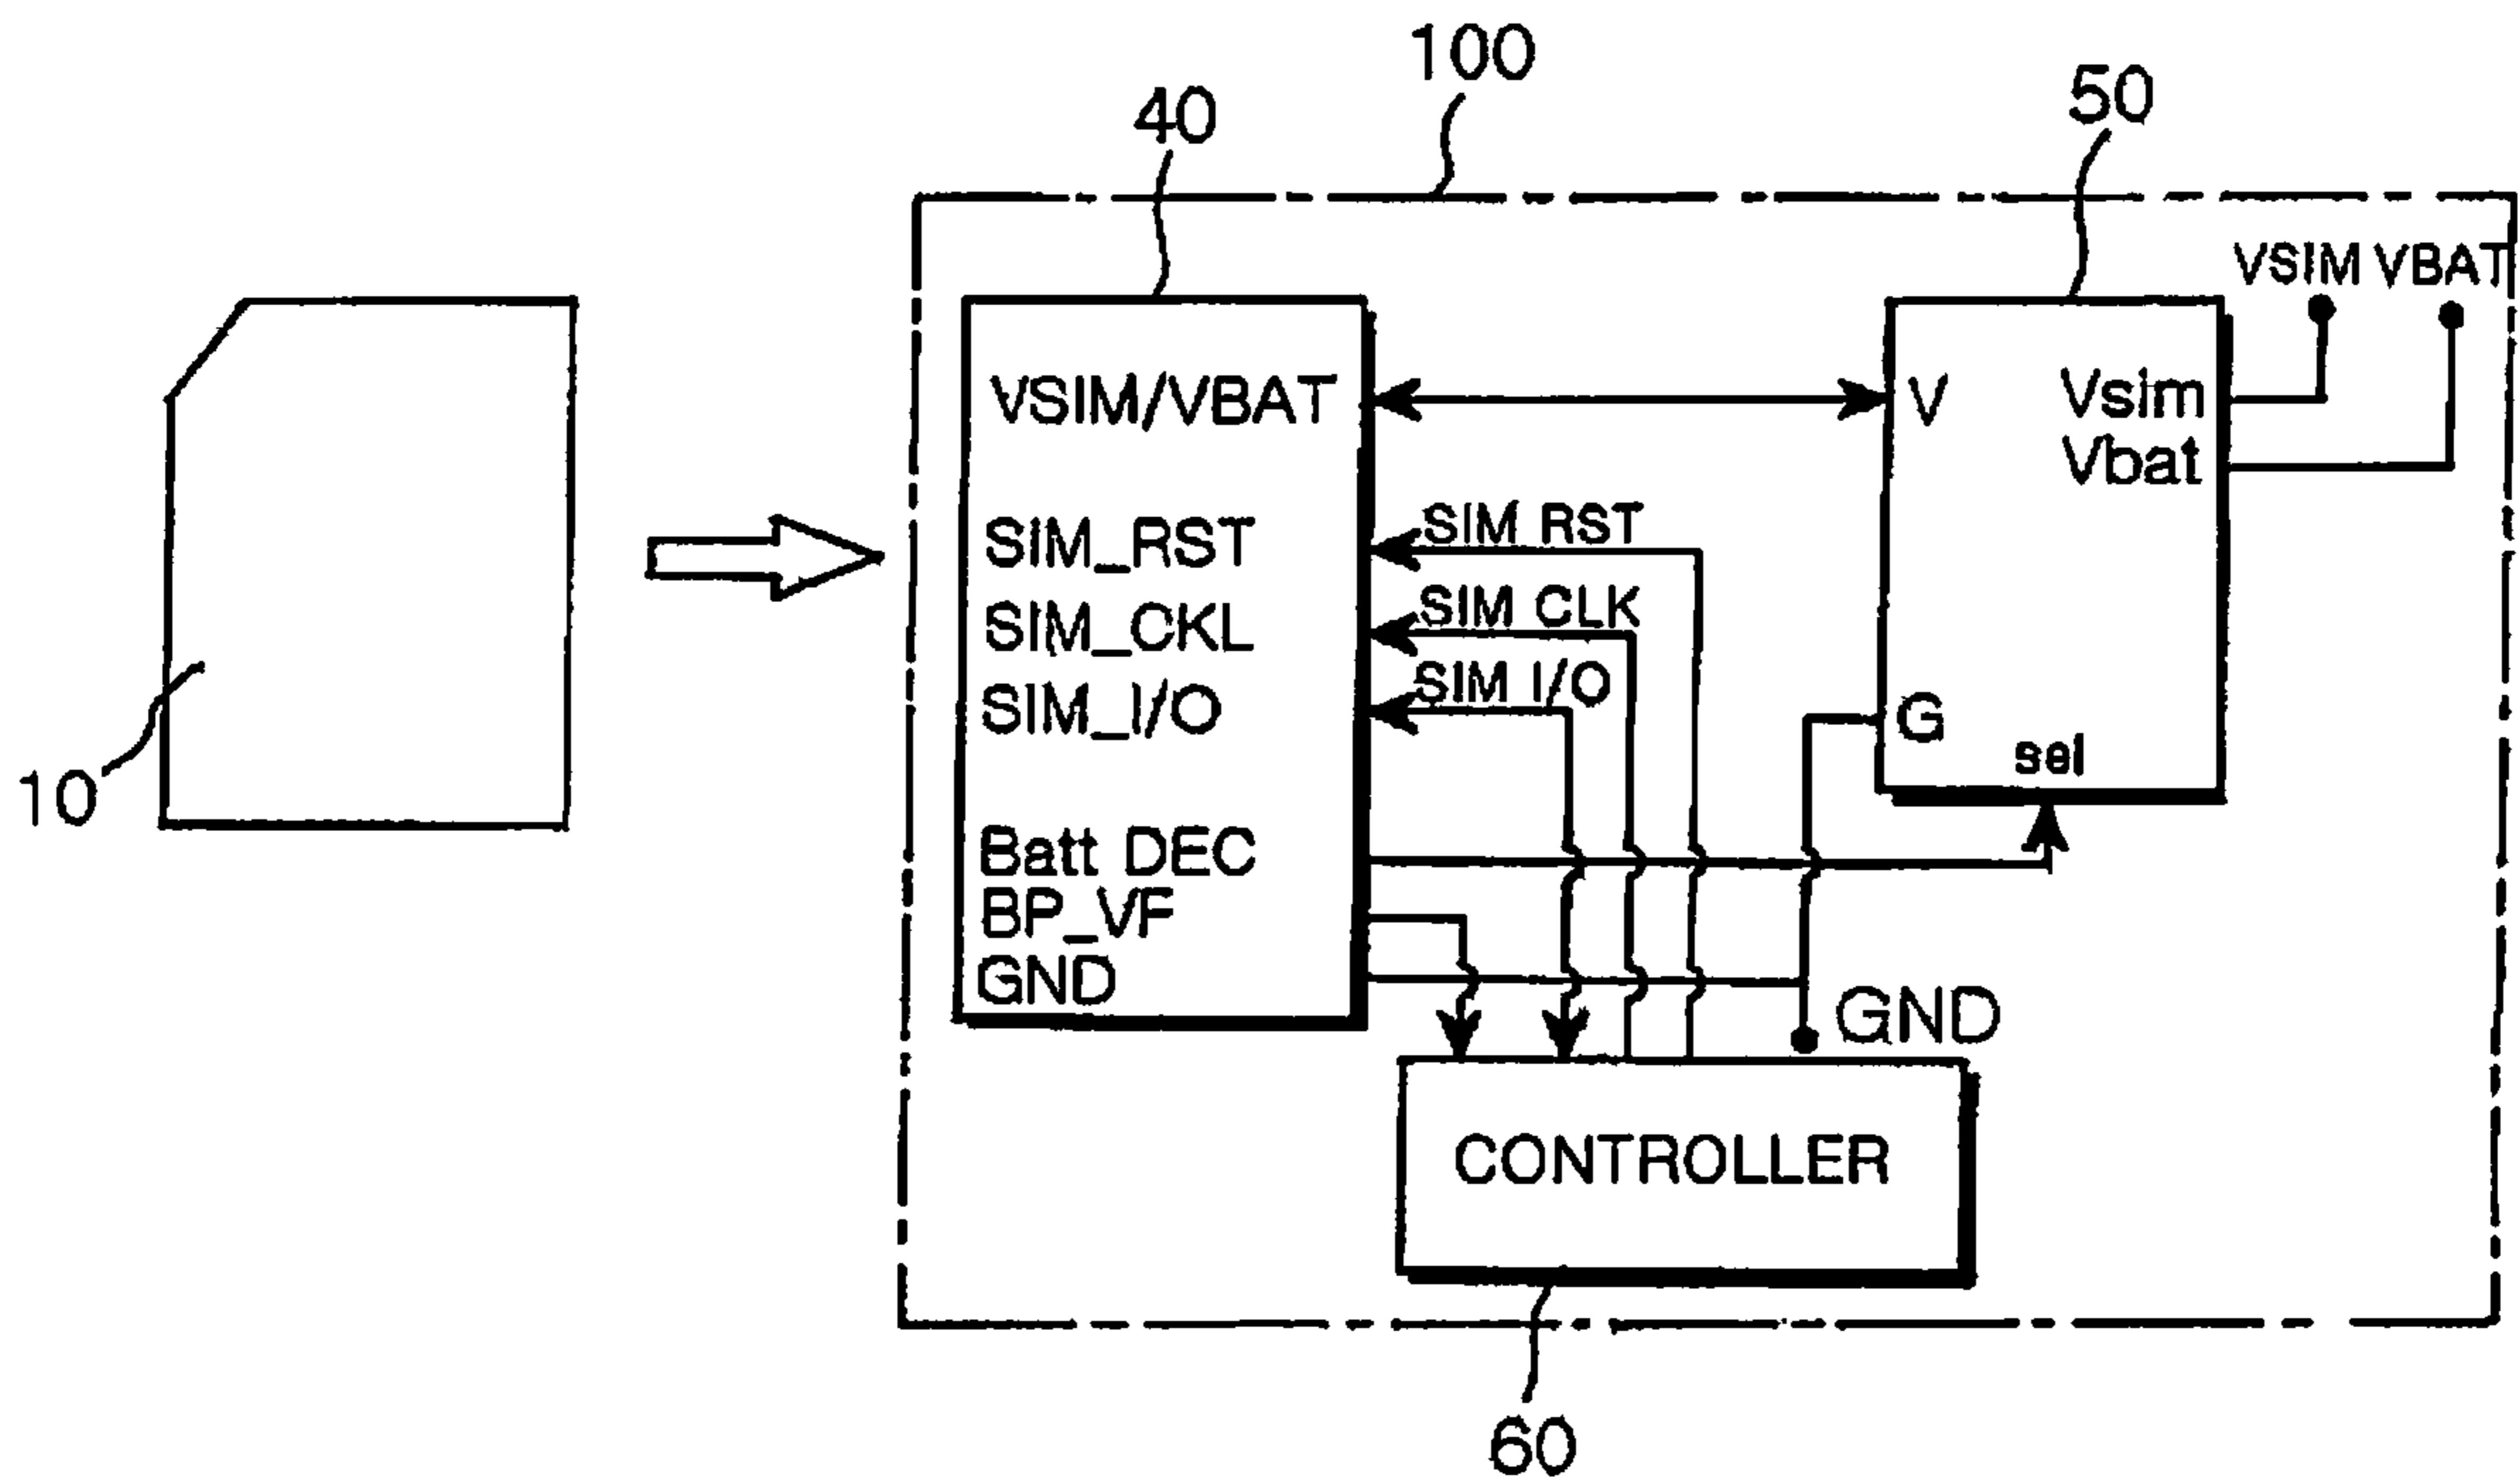 100
40
50
VSIM VBAT
VSIM/VBAT
V
Vsim
Vbat
SIM_RST
SIM RST
SIM_CKL
SIM CLK
SIM_I/O
SIM I/O
G
sel
10
Batt DEC
BP_VF
GND
GND
CONTROLLER
60